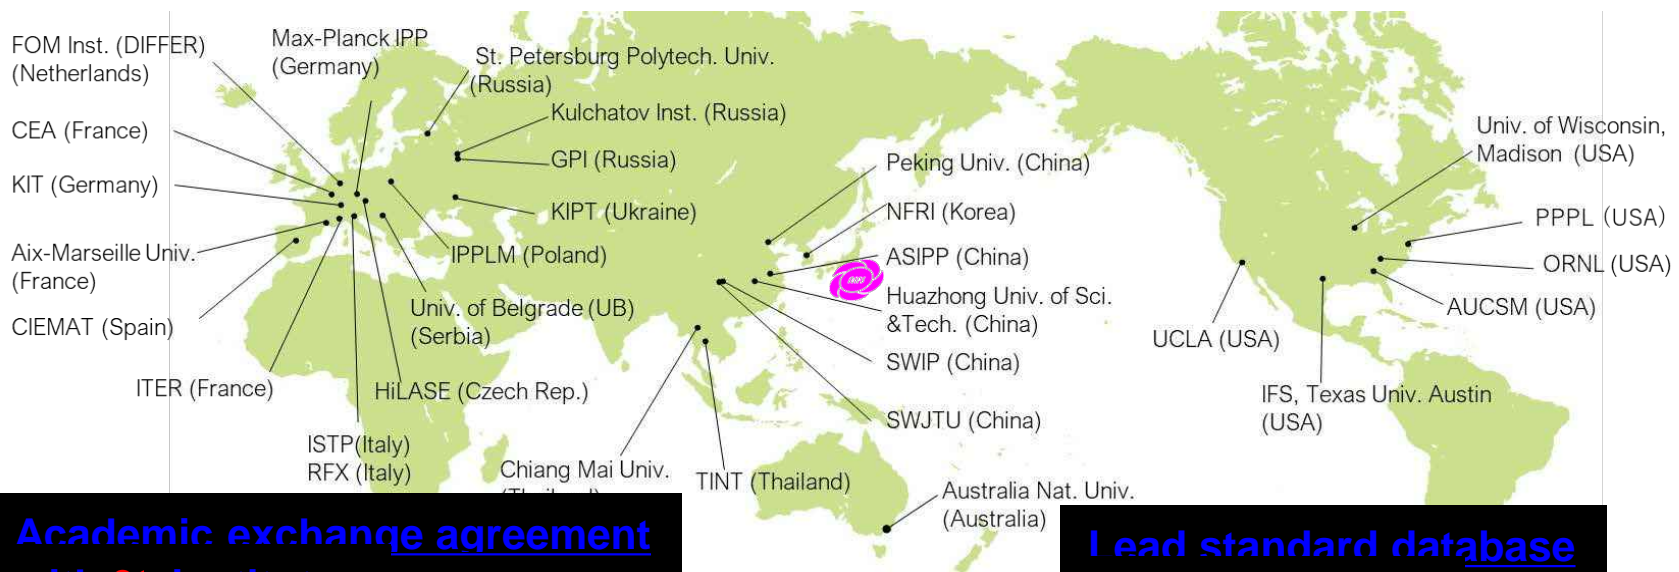 FOM Inst. (DIFFER)
(Netherlands)
Max-Planck IPP
(Germany)
St. Petersburg Polytech. Univ.
(Russia)
CEA (France)
Kulchatov Inst. (Russia)
GPI (Russia)
KIT (Germany)
KIPT (Ukraine)
Aix-Marseille Univ.
(France)
IPPLM (Poland)
CIEMAT (Spain)
Univ. of Belgrade (UB)
(Serbia)
ITER (France)
HiLASE (Czech Rep.)
ISTP(Italy)
RFX (Italy)
Peking Univ. (China)
NFRI (Korea)
ASIPP (China)
Huazhong Univ. of Sci.
&Tech. (China)
SWIP (China)
SWJTU (China)
Chiang Mai Univ.
(Thailand)
TINT (Thailand)
Australia Nat. Univ.
(Australia)
Univ. of Wisconsin,
Madison (USA)
PPPL (USA)
ORNL (USA)
AUCSM (USA)
UCLA (USA)
IFS, Texas Univ. Austin
(USA)
Academic exchange agreement
Lead standard database